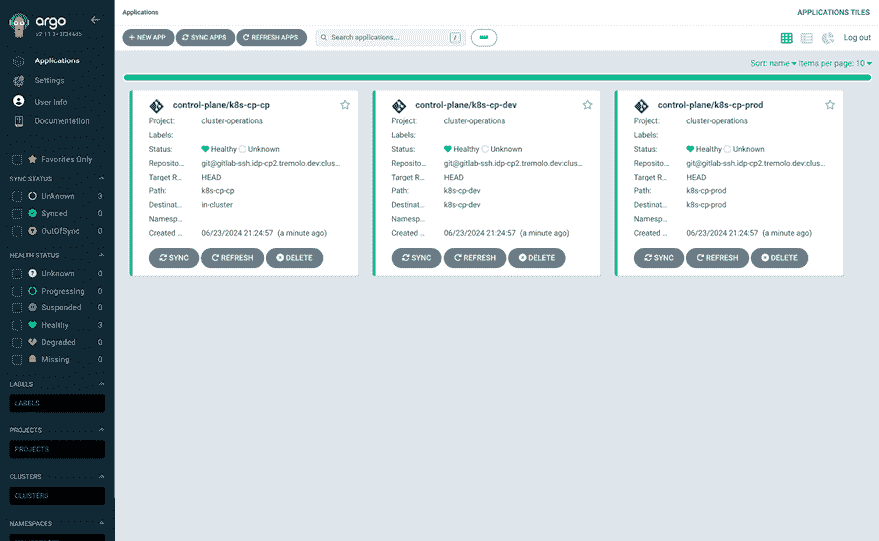 argo
Applications
Settings
User Info
Documentation
Favorites Only
SYNC STATUS
Unknown 3
Synced 0
OutOfSync 0
HEALTH STATUS
Unknown 0
Progressing 0
Suspended 0
Healthy 3
Degraded 0
Missing 0
LABELS
LABELS
PROJECTS
PROJECTS
CLUSTERS
CLUSTERS
NAMESPACES
Applications
APPLICATIONS TILES
+ NEW APP SYNC APPS REFRESH APPS Search applications... /
Log out
Sort: name Items per page: 10
control-plane/k8s-cp-cp
Project: cluster-operations
Labels:
Status: Healthy Unknown
Reposito... git@gitlab-ssh.idp-cp2.tremolo.dev:clus...
Target R... HEAD
Path: k8s-cp-cp
Destinat... in-cluster
Namesp...
Created ... 06/23/2024 21:24:57 (a minute ago)
SYNC REFRESH DELETE
control-plane/k8s-cp-dev
Project: cluster-operations
Labels:
Status: Healthy Unknown
Reposito... git@gitlab-ssh.idp-cp2.tremolo.dev:clus...
Target R... HEAD
Path: k8s-cp-dev
Destinat... k8s-cp-dev
Namesp...
Created ... 06/23/2024 21:24:57 (a minute ago)
SYNC REFRESH DELETE
control-plane/k8s-cp-prod
Project: cluster-operations
Labels:
Status: Healthy Unknown
Reposito... git@gitlab-ssh.idp-cp2.tremolo.dev:clus...
Target R... HEAD
Path: k8s-cp-prod
Destinat... k8s-cp-prod
Namesp...
Created ... 06/23/2024 21:24:57 (a minute ago)
SYNC REFRESH DELETE